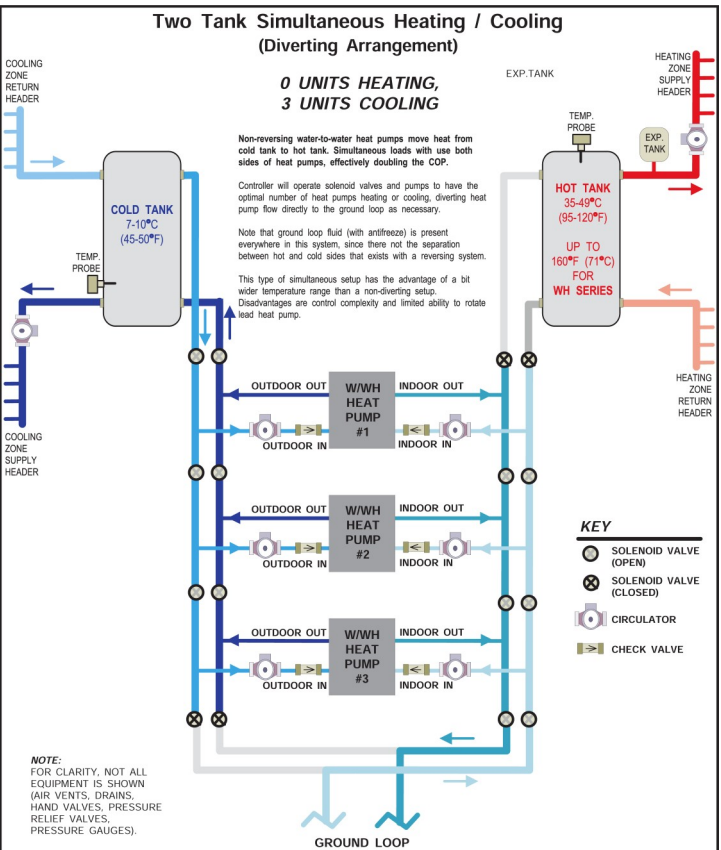 Two Tank Simultaneous Heating / Cooling
(Diverting Arrangement)
COOLING
ZONE
RETURN
HEADER
0 UNITS HEATING,
3 UNITS COOLING
EXP.TANK
HEATING
ZONE
SUPPLY
HEADER
TEMP.
PROBE
EXP.
TANK
Non-reversing water-to-water heat pumps move heat from
cold tank to hot tank. Simultaneous loads with use both
sides of heat pumps, effectively doubling the COP.
Controller will operate solenoid valves and pumps to have the
optimal number of heat pumps heating or cooling, diverting heat
pump flow directly to the ground loop as necessary.
Note that ground loop fluid (with antifreeze) is present
everywhere in this system, since there not the separation
between hot and cold sides that exists with a reversing system.
This type of simultaneous setup has the advantage of a bit
wider temperature range than a non-diverting setup.
Disadvantages are control complexity and limited ability to rotate
lead heat pump.
COLD TANK
7-10°C
(45-50°F)
TEMP.
PROBE
HOT TANK
35-49°C
(95-120°F)
UP TO
160°F (71°C)
FOR
WH SERIES
COOLING
ZONE
SUPPLY
HEADER
HEATING
ZONE
RETURN
HEADER
OUTDOOR OUT
W/WH
HEAT
PUMP
#1
INDOOR OUT
OUTDOOR IN
INDOOR IN
OUTDOOR OUT
W/WH
HEAT
PUMP
#2
INDOOR OUT
OUTDOOR IN
INDOOR IN
OUTDOOR OUT
W/WH
HEAT
PUMP
#3
INDOOR OUT
OUTDOOR IN
INDOOR IN
KEY
SOLENOID VALVE
(OPEN)
SOLENOID VALVE
(CLOSED)
CIRCULATOR
CHECK VALVE
NOTE:
FOR CLARITY, NOT ALL
EQUIPMENT IS SHOWN
(AIR VENTS, DRAINS,
HAND VALVES, PRESSURE
RELIEF VALVES,
PRESSURE GAUGES).
GROUND LOOP